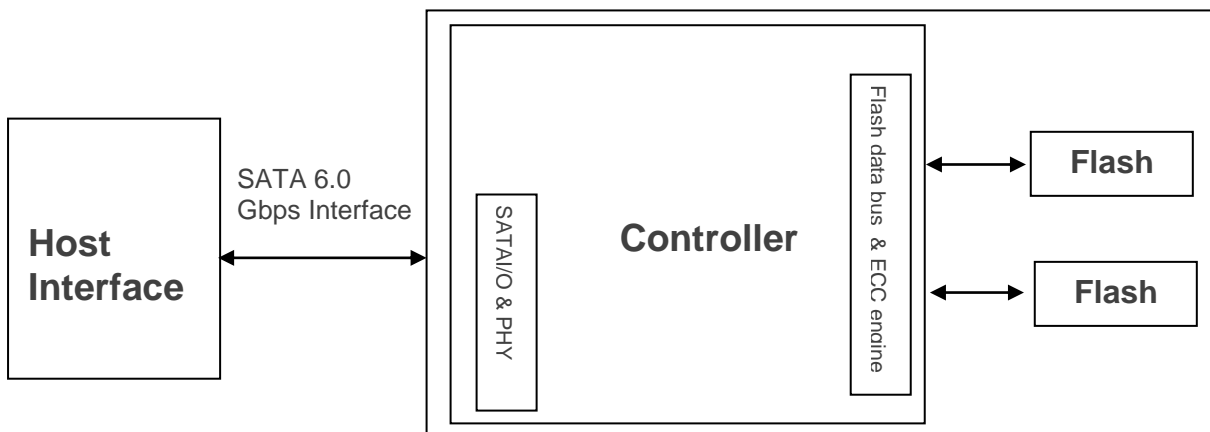 Host
Interface
SATA 6.0
Gbps Interface
SATAI/O & PHY
Controller
Flash data bus & ECC engine
Flash
Flash